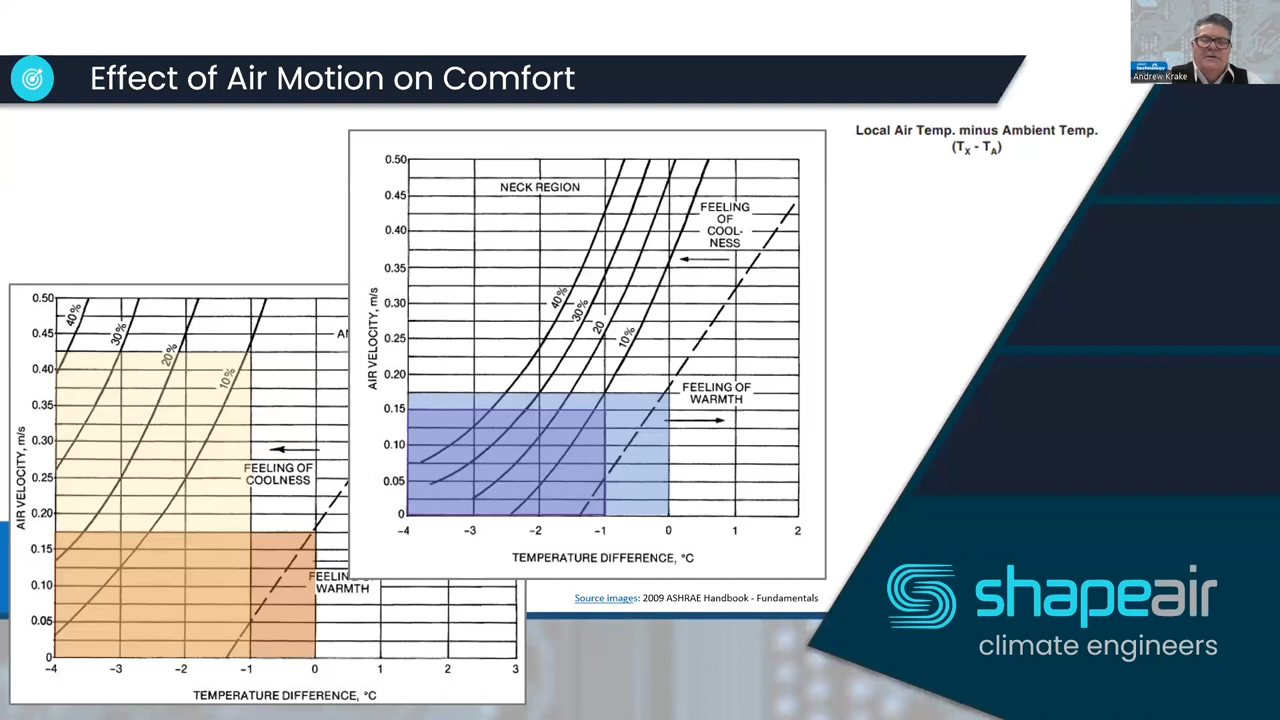 Effect of Air Motion on Comfort
Andrew Krake
Local Air Temp. minus Ambient Temp.
(TX - TA)
0.50
0.45
0.40
0.35
0.30
0.25
0.20
0.15
0.10
0.05
0
AIR VELOCITY, m/s
NECK REGION
FEELING
OF
COOL-
NESS
40%
30%
20
10%
FEELING OF
WARMTH
-4
-3
-2
-1
0
1
2
TEMPERATURE DIFFERENCE, °C
0.50
0.45
0.40
0.35
0.30
0.25
0.20
0.15
0.10
0.05
0
AIR VELOCITY, m/s
40%
30%
20%
10%
FEELING OF
COOLNESS
WARMTH
-4
-3
-2
-1
0
1
2
3
TEMPERATURE DIFFERENCE, °C
Source images: 2009 ASHRAE Handbook - Fundamentals
shapeair
climate engineers